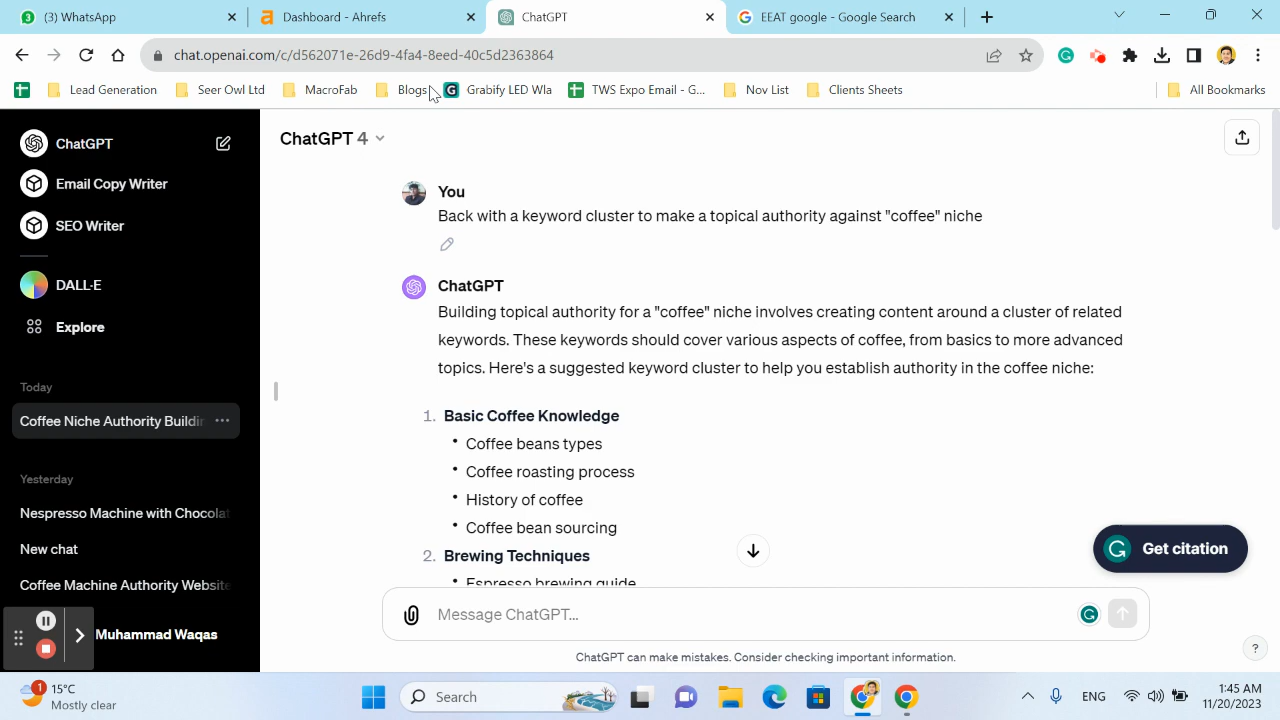 WhatsApp
Dashboard - Ahrefs
ChatGPT
EEAT google - Google Search
chat.openai.com/c/d562071e-26d9-4fa4-8eed-40c5d2363864
Lead Generation
Seer Owl Ltd
MacroFab
Blogs
Grabify LED Wla
TWS Expo Email - G...
Nov List
Clients Sheets
All Bookmarks
ChatGPT
Email Copy Writer
SEO Writer
DALL·E
Explore
Today
Coffee Niche Authority Buildin
Yesterday
Nespresso Machine with Chocolat
New chat
Coffee Machine Authority Website
Muhammad Waqas
ChatGPT 4
You
Back with a keyword cluster to make a topical authority against "coffee" niche
ChatGPT
Building topical authority for a "coffee" niche involves creating content around a cluster of related
keywords. These keywords should cover various aspects of coffee, from basics to more advanced
topics. Here's a suggested keyword cluster to help you establish authority in the coffee niche:
1. Basic Coffee Knowledge
• Coffee beans types
• Coffee roasting process
• History of coffee
• Coffee bean sourcing
2. Brewing Techniques
• Espresso brewing guide
Get citation
Message ChatGPT...
ChatGPT can make mistakes. Consider checking important information.
?
1
15°C
Mostly clear
Search
ENG
1:45 AM
11/20/2023